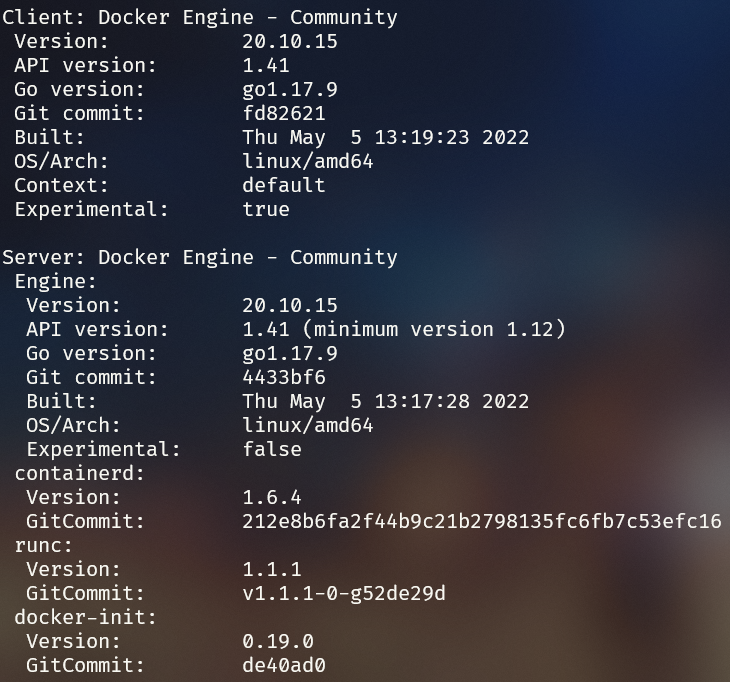 Client: Docker Engine - Community
 Version:           20.10.15
 API version:       1.41
 Go version:        go1.17.9
 Git commit:        fd82621
 Built:             Thu May  5 13:19:23 2022
 OS/Arch:           linux/amd64
 Context:           default
 Experimental:      true

Server: Docker Engine - Community
 Engine:
  Version:          20.10.15
  API version:      1.41 (minimum version 1.12)
  Go version:       go1.17.9
  Git commit:       4433bf6
  Built:            Thu May  5 13:17:28 2022
  OS/Arch:          linux/amd64
  Experimental:     false
 containerd:
  Version:          1.6.4
  GitCommit:        212e8b6fa2f44b9c21b2798135fc6fb7c53efc16
 runc:
  Version:          1.1.1
  GitCommit:        v1.1.1-0-g52de29d
 docker-init:
  Version:          0.19.0
  GitCommit:        de40ad0